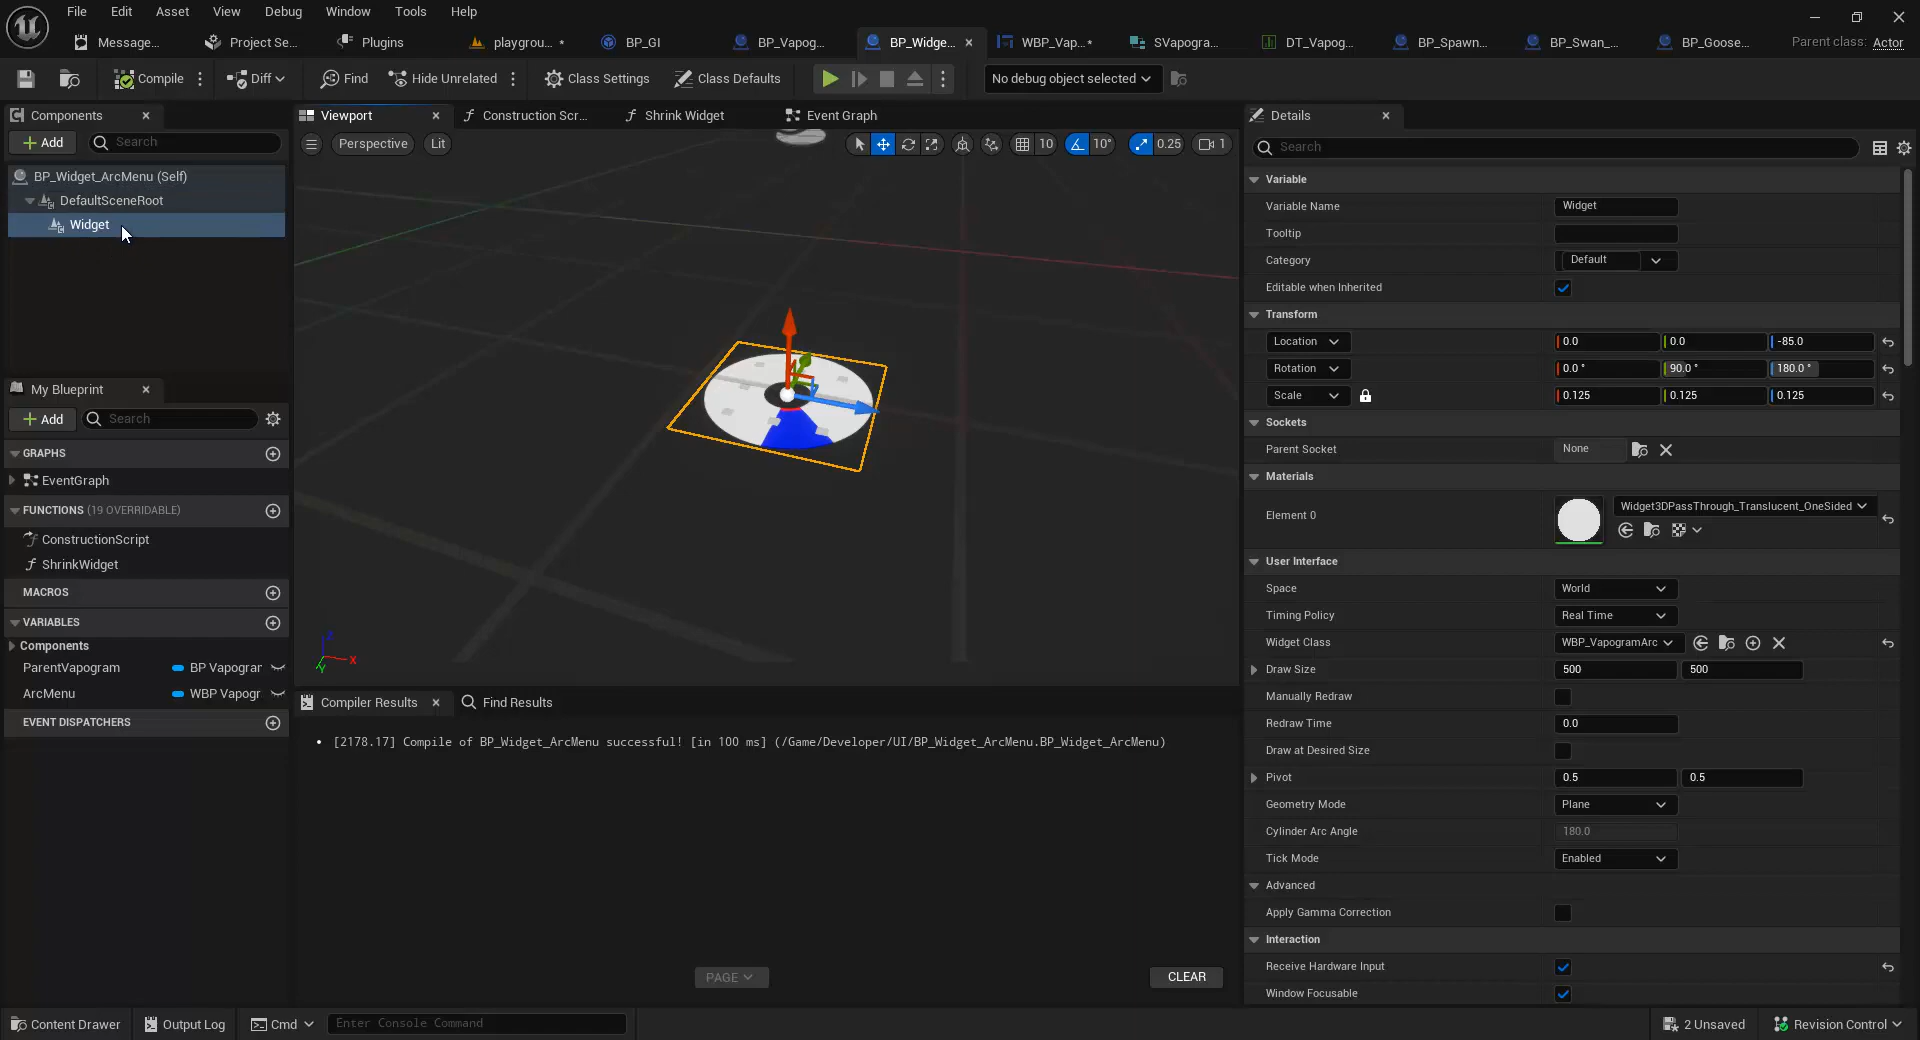 File Edit Asset View Debug Window Tools Help
Message... Project Se... Plugins playgrou... * BP_GI BP_Vapog... BP_Widge... WBP_Vap...* SVapogra... DT_Vapog... BP_Spawn... BP_Swan_... BP_Goose... Parent class: Actor
Compile Diff Find Hide Unrelated Class Settings Class Defaults No debug object selected
Components
Add Search
BP_Widget_ArcMenu (Self)
DefaultSceneRoot
Widget
My Blueprint
Add Search
GRAPHS
EventGraph
FUNCTIONS (19 OVERRIDABLE)
ConstructionScript
ShrinkWidget
MACROS
VARIABLES
Components
ParentVapogram BP Vapogran
ArcMenu WBP Vapogr
EVENT DISPATCHERS
Viewport Construction Scr... Shrink Widget Event Graph
Perspective Lit 10 10° 0.25 1
Z X Y
Compiler Results Find Results
[2178.17] Compile of BP_Widget_ArcMenu successful! [in 100 ms] (/Game/Developer/UI/BP_Widget_ArcMenu.BP_Widget_ArcMenu)
PAGE CLEAR
Details
Search
Variable
Variable Name Widget
Tooltip
Category Default
Editable when Inherited
Transform
Location 0.0 0.0 -85.0
Rotation 0.0 ° 90.0 ° 180.0 °
Scale 0.125 0.125 0.125
Sockets
Parent Socket None
Materials
Element 0 Widget3DPassThrough_Translucent_OneSided
User Interface
Space World
Timing Policy Real Time
Widget Class WBP_VapogramArc
Draw Size 500 500
Manually Redraw
Redraw Time 0.0
Draw at Desired Size
Pivot 0.5 0.5
Geometry Mode Plane
Cylinder Arc Angle 180.0
Tick Mode Enabled
Advanced
Apply Gamma Correction
Interaction
Receive Hardware Input
Window Focusable
Content Drawer Output Log Cmd Enter Console Command 2 Unsaved Revision Control